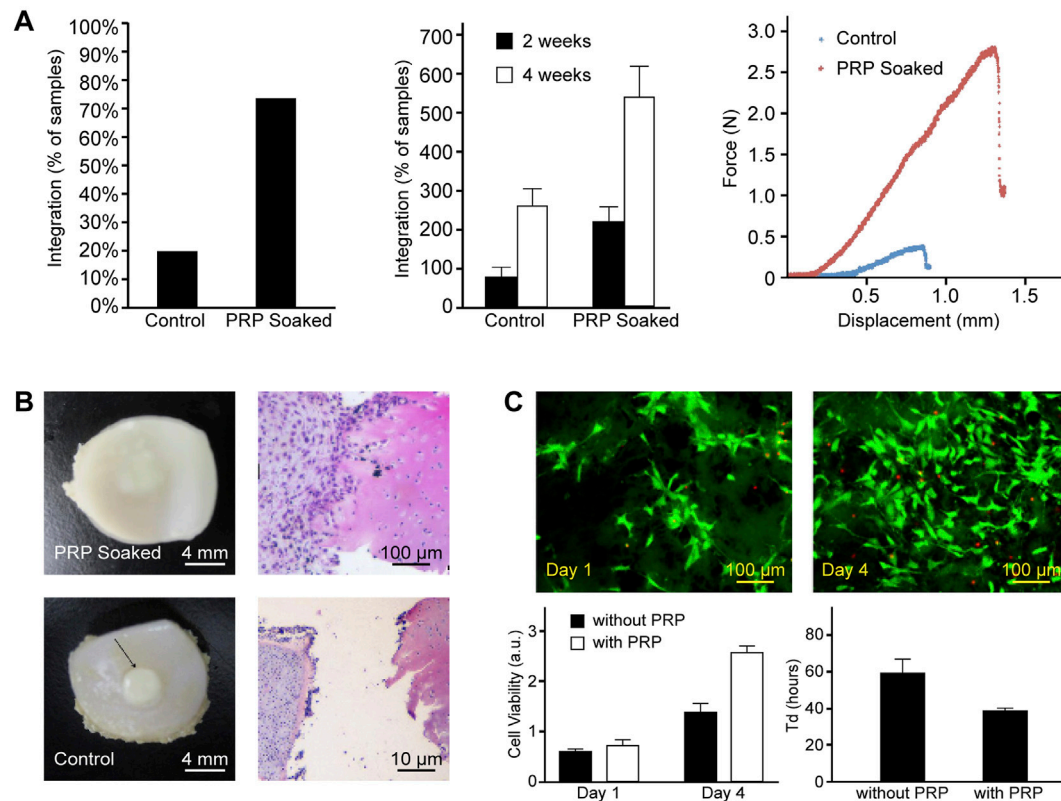 A
100%
90%
80%
70%
60%
50%
40%
30%
20%
10%
0%
Integration (% of samples)
Control
PRP Soaked
700
600
500
300
200
100
0
Integration (% of samples)
2 weeks
4 weeks
Control
PRP Soaked
3.0
2.5
2.0
1.5
1.0
0.5
0
Force (N)
Control
PRP Soaked
0.5
1.0
1.5
Displacement (mm)
B
PRP Soaked
4 mm
100 µm
Control
4 mm
10 µm
C
Day 1
100 µm
Day 4
100 µm
3
2
1
0
Cell Viability (a.u.)
without PRP
with PRP
Day 1
Day 4
80
60
40
20
0
Td (hours)
without PRP
with PRP